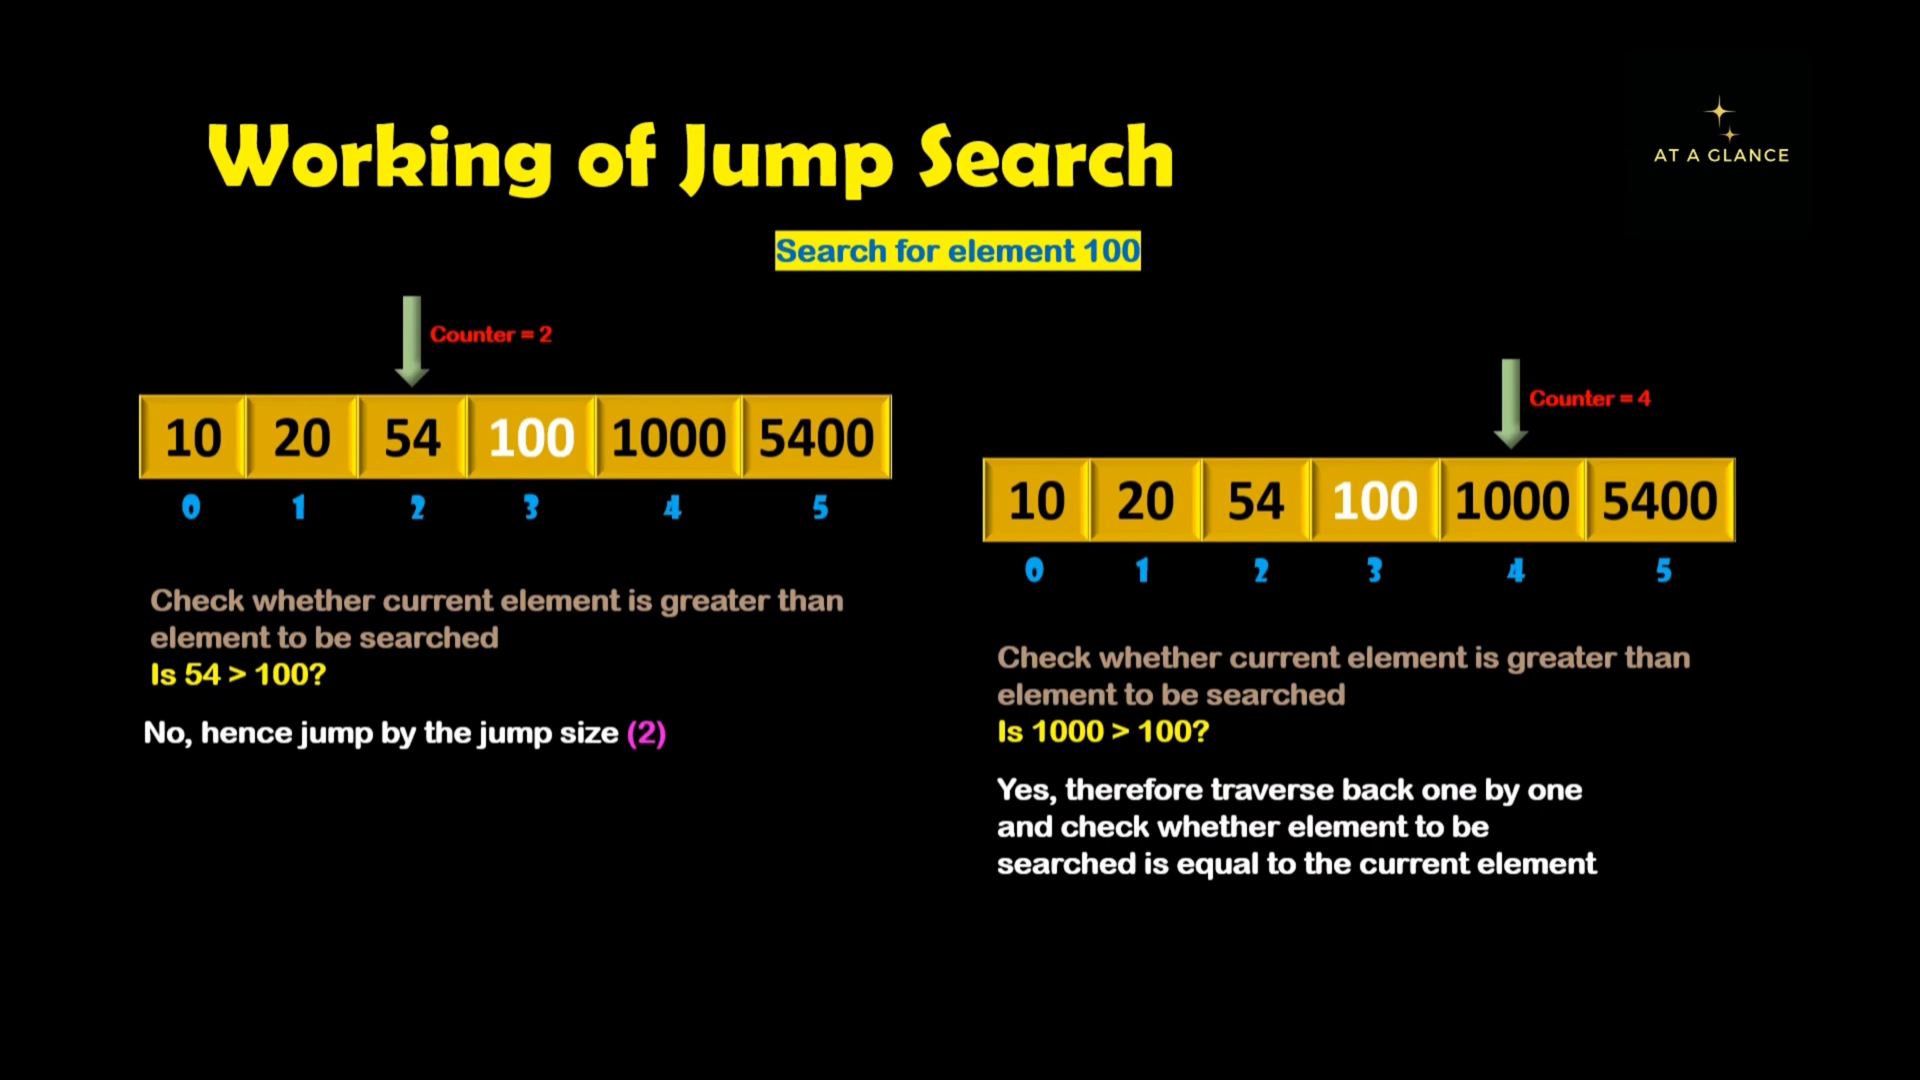 Working of Jump Search
AT A GLANCE
Search for element 100
Counter = 2
10 20 54 100 1000 5400
0 1 2 3 4 5
Check whether current element is greater than
element to be searched
Is 54 > 100?
No, hence jump by the jump size (2)
Counter = 4
10 20 54 100 1000 5400
0 1 2 3 4 5
Check whether current element is greater than
element to be searched
Is 1000 > 100?
Yes, therefore traverse back one by one
and check whether element to be
searched is equal to the current element